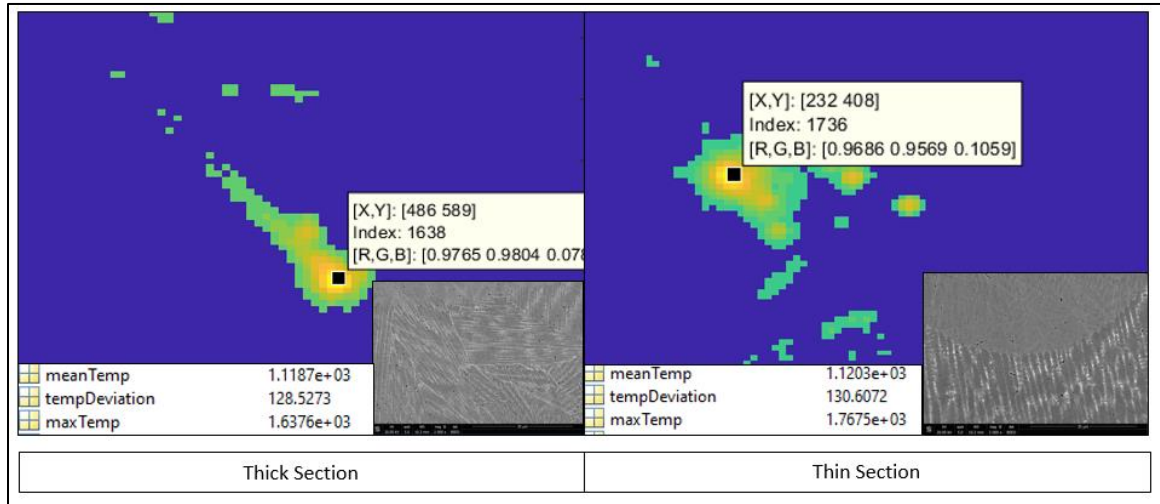 [X,Y]: [486 589]
Index: 1638
[R,G,B]: [0.9765 0.9804 0.078
meanTemp 1.1187e+03
tempDeviation 128.5273
maxTemp 1.6376e+03
[X,Y]: [232 408]
Index: 1736
[R,G,B]: [0.9686 0.9569 0.1059]
meanTemp 1.1203e+03
tempDeviation 130.6072
maxTemp 1.7675e+03
Thick Section
Thin Section